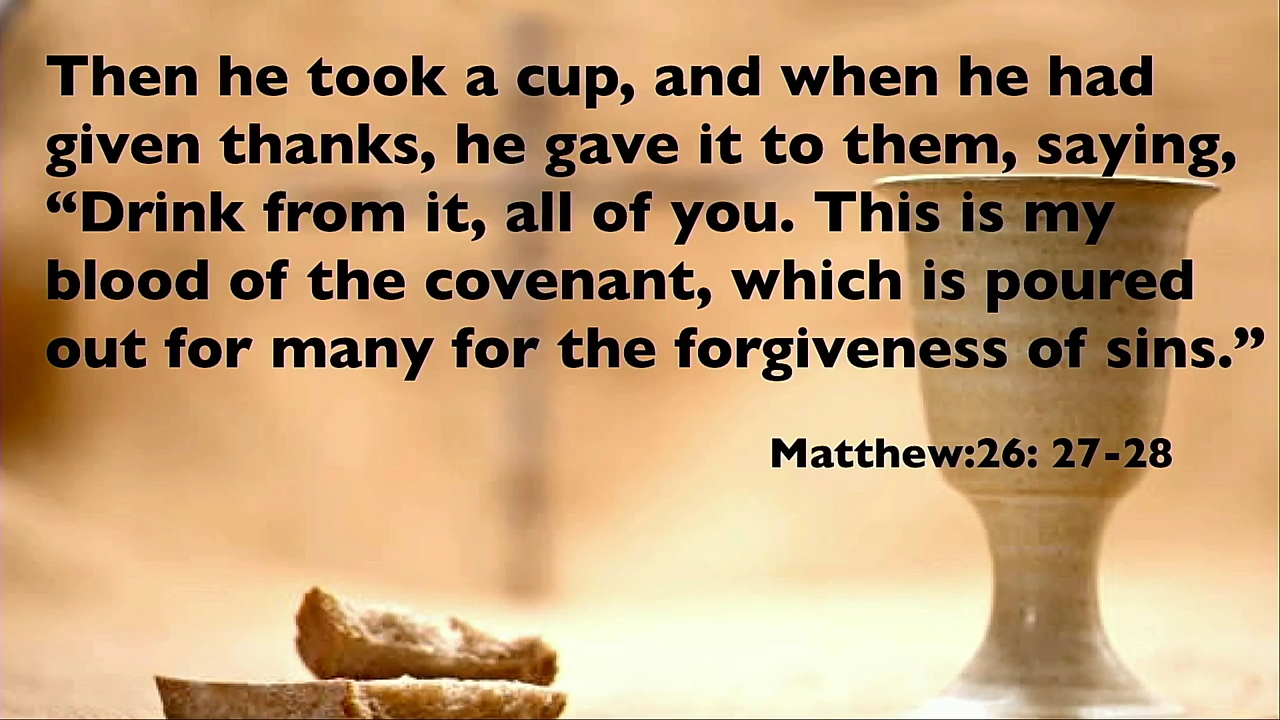 Then he took a cup, and when he had
given thanks, he gave it to them, saying,
“Drink from it, all of you. This is my
blood of the covenant, which is poured
out for many for the forgiveness of sins.”
Matthew:26: 27-28